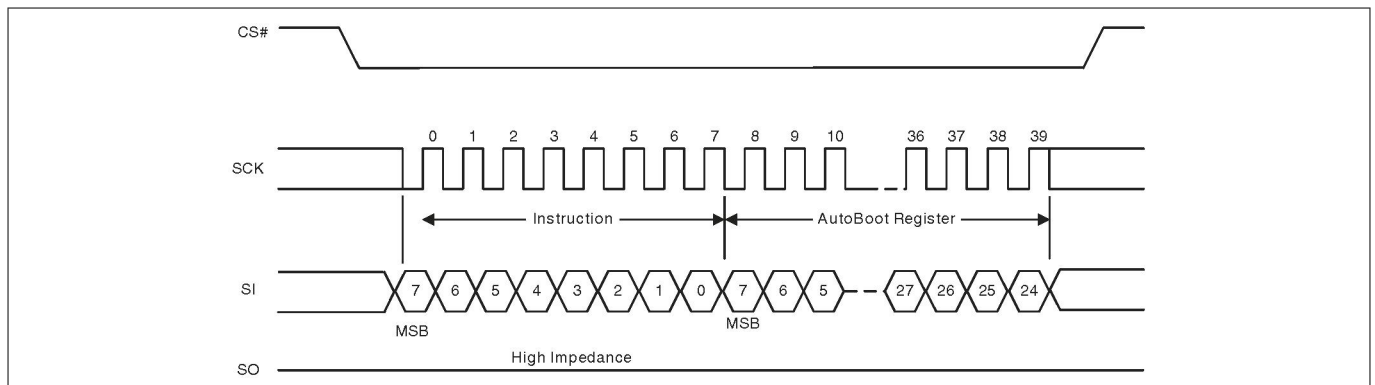 CS#
0 1 2 3 4 5 6 7 8 9 10 36 37 38 39
SCK
Instruction AutoBoot Register
SI
7 6 5 4 3 2 1 0 7 6 5 27 26 25 24
MSB MSB
High Impedance
SO